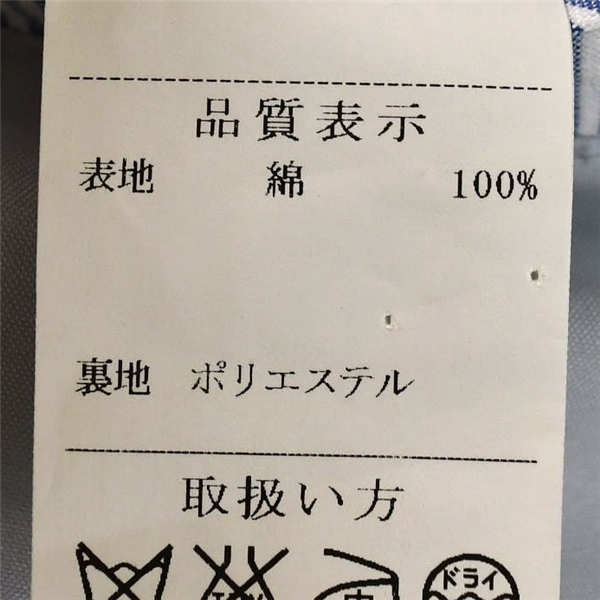 品質表示
表地 綿 100%
裏地 ポリエステル
取扱い方
中 ドライ